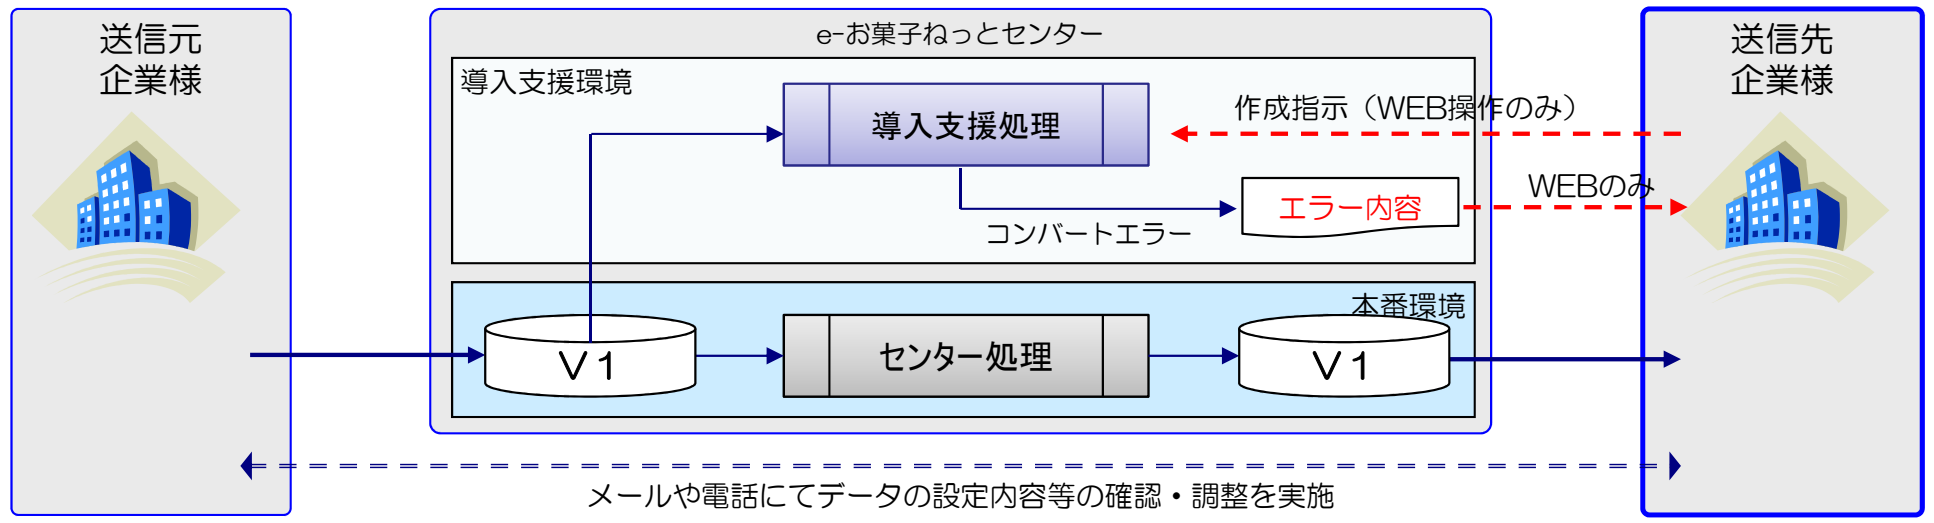 送信元
企業様
e-お菓子ねっとセンター
送信先
企業様
導入支援環境
導入支援処理
作成指示（WEB操作のみ）
WEBのみ
エラー内容
コンバートエラー
本番環境
V1
センター処理
V1
メールや電話にてデータの設定内容等の確認・調整を実施